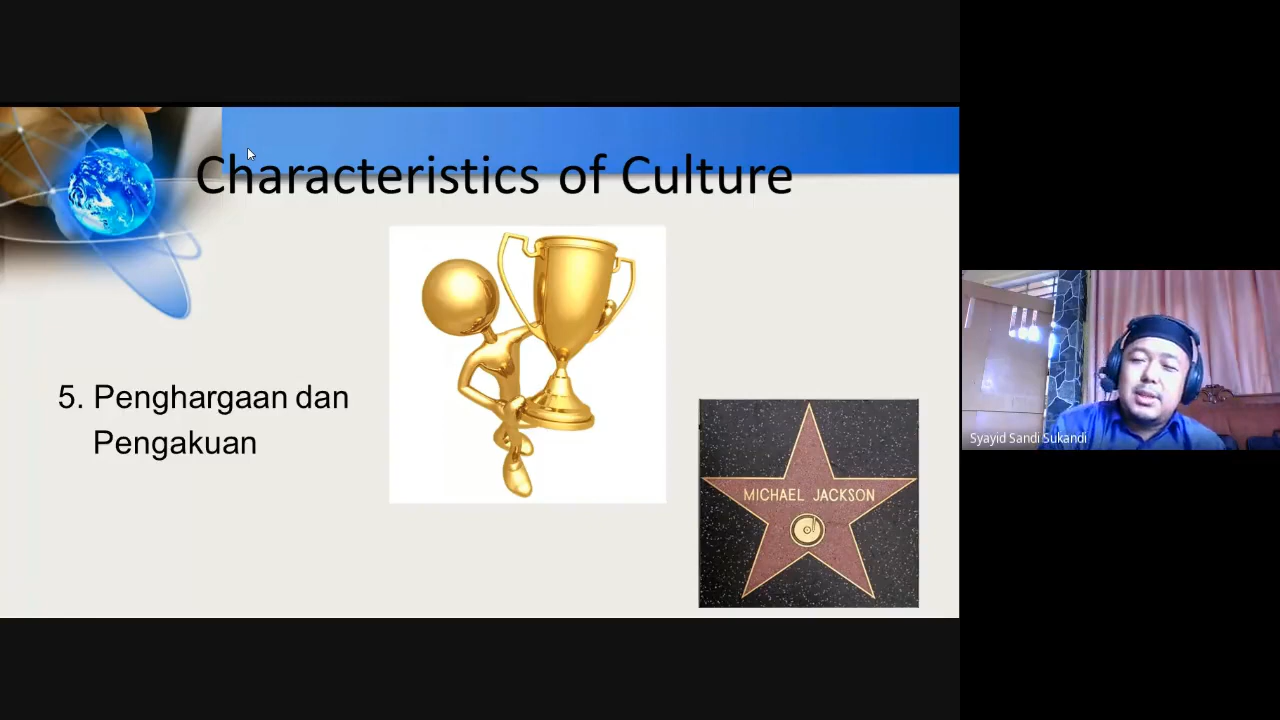 Characteristics of Culture
5. Penghargaan dan
Pengakuan
MICHAEL JACKSON
Syayid Sandi Sukandi